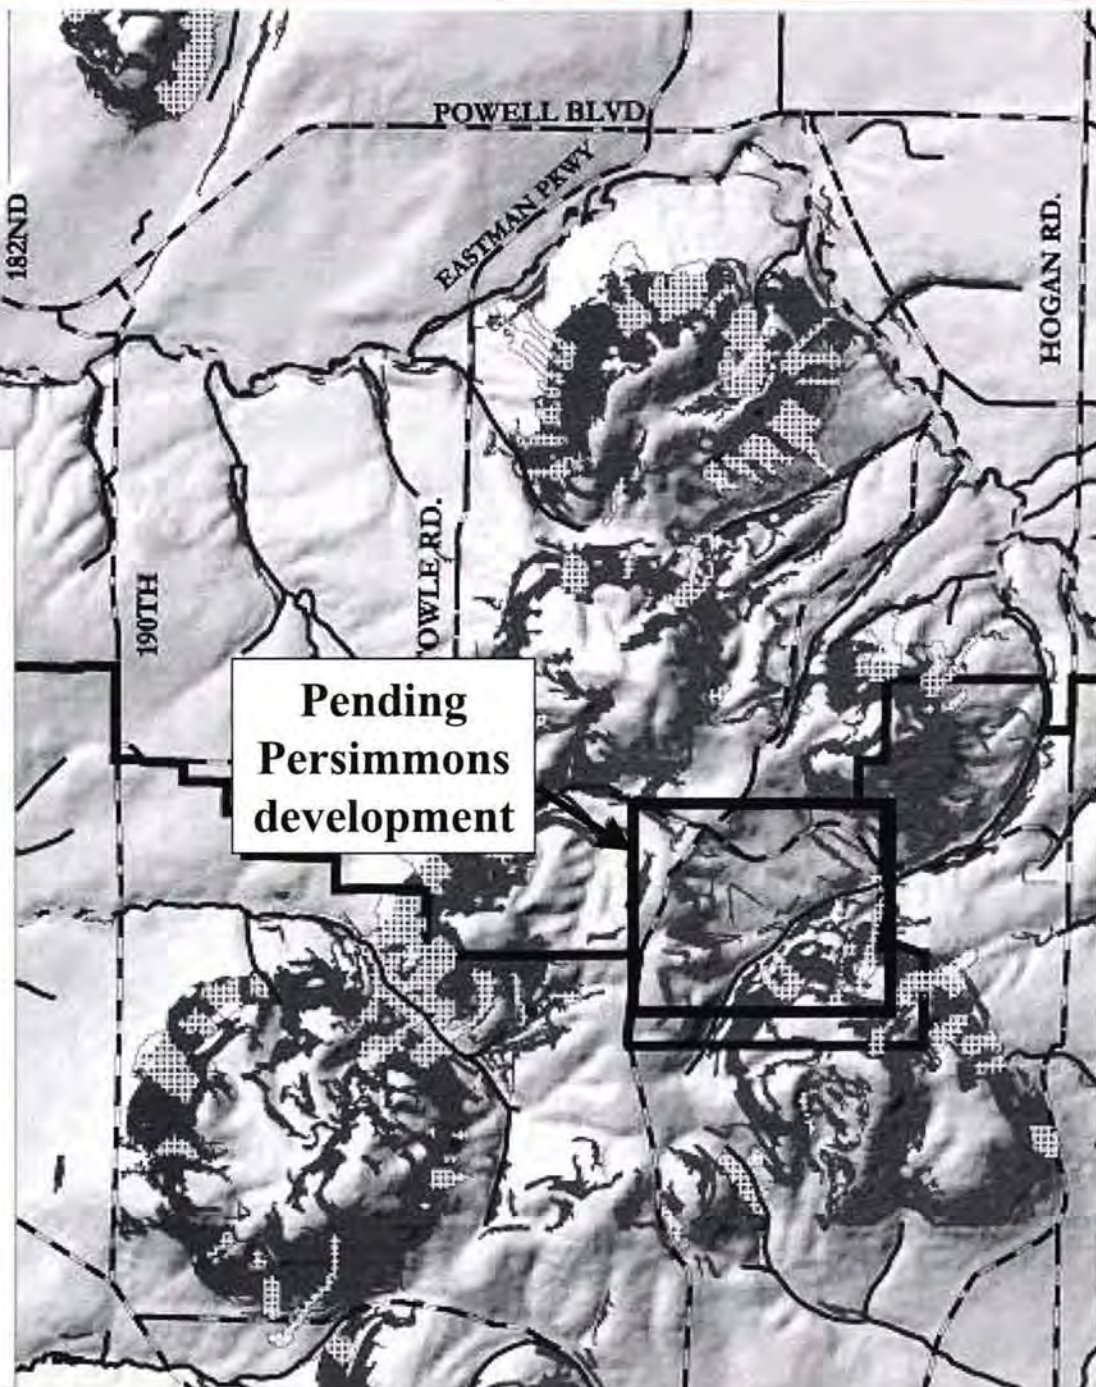 POWELL BLVD
EASTMAN PKWY
182ND
HOGAN RD.
190TH
OWLE RD.
Pending
Persimmons
development